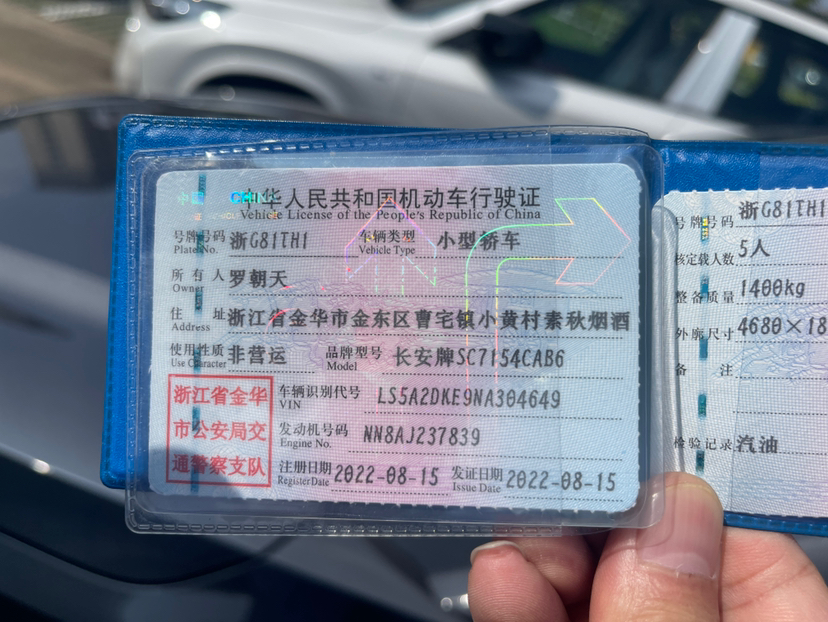 中华人民共和国机动车行驶证
Vehicle License of the People's Republic of China
号牌号码 浙G81TH1 车辆类型 小型轿车
Plate No. Vehicle Type
所有人 罗朝天
Owner
住址 浙江省金华市金东区曹宅镇小黄村素秋烟酒
Address
使用性质 非营运 品牌型号 长安牌SC7154CAB6
Use Character Model
浙江省金华
市公安局交
通警察支队
车辆识别代号 LS5A2DKE9NA304649
VIN
发动机号码 NN8AJ237839
Engine No.
注册日期 2022-08-15 发证日期 2022-08-15
Register Date Issue Date
号牌号码 浙G81TH1
核定载人数 5人
整备质量 1400kg
外廓尺寸 4680×18
备注
检验记录 汽油